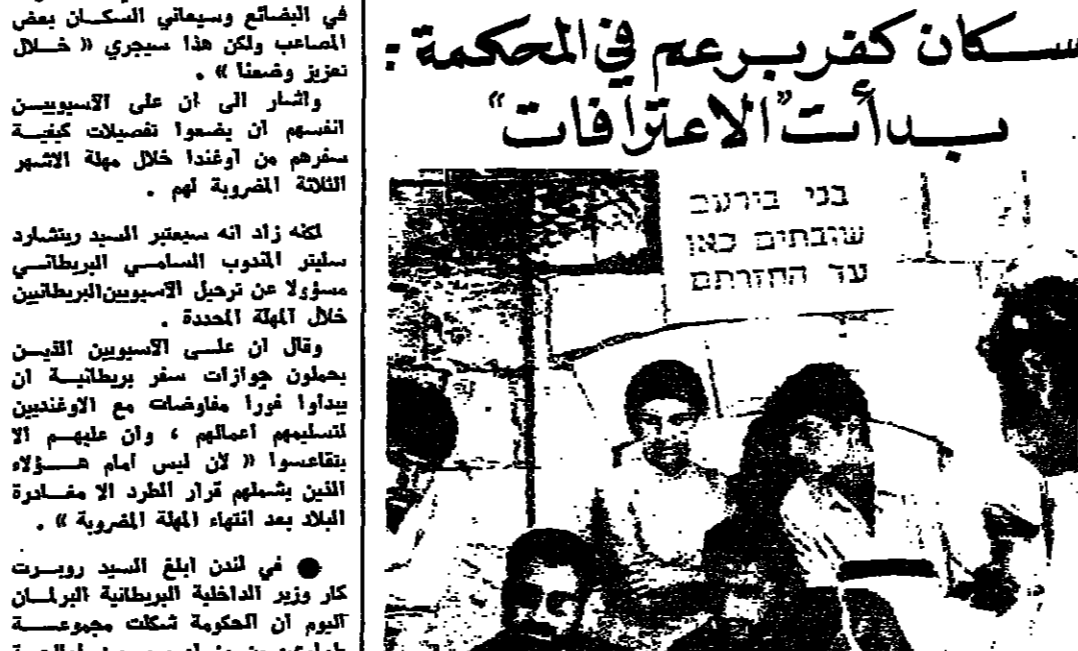 سكان كفر برعم في المحكمة :
بدأت "الاعترافات"
בני בירעם
שובתים כאן
עד החזרתם
في البضائع وسيعاني السكان بعض
المصاعب ولكن هذا سيجري « خلال
تعزيز وضعنا » .
واشار الى ان على الآسيويين
انفسهم ان يضعوا تفصيلات كيفية
سفرهم من اوغندا خلال مهلة الاشهر
الثلاثة المضروبة لهم .
لكنه زاد انه سيعتبر السيد ريتشارد
سليتر المندوب السامي البريطاني
مسؤولا عن ترحيل الآسيويين البريطانيين
خلال المهلة المحددة .
وقال ان على الآسيويين الذين
يحملون جوازات سفر بريطانية ان
يبداوا فورا مفاوضات مع الاوغنديين
لتسليمهم اعمالهم ، وان عليهم الا
يتقاعسوا « لان ليس امام هؤلاء
الذين يشملهم قرار الطرد الا مغادرة
البلاد بعد انتهاء المهلة المضروبة » .
● في لندن ابلغ السيد روبرت
كار وزير الداخلية البريطانية البرلمان
اليوم ان الحكومة شكلت مجموعة